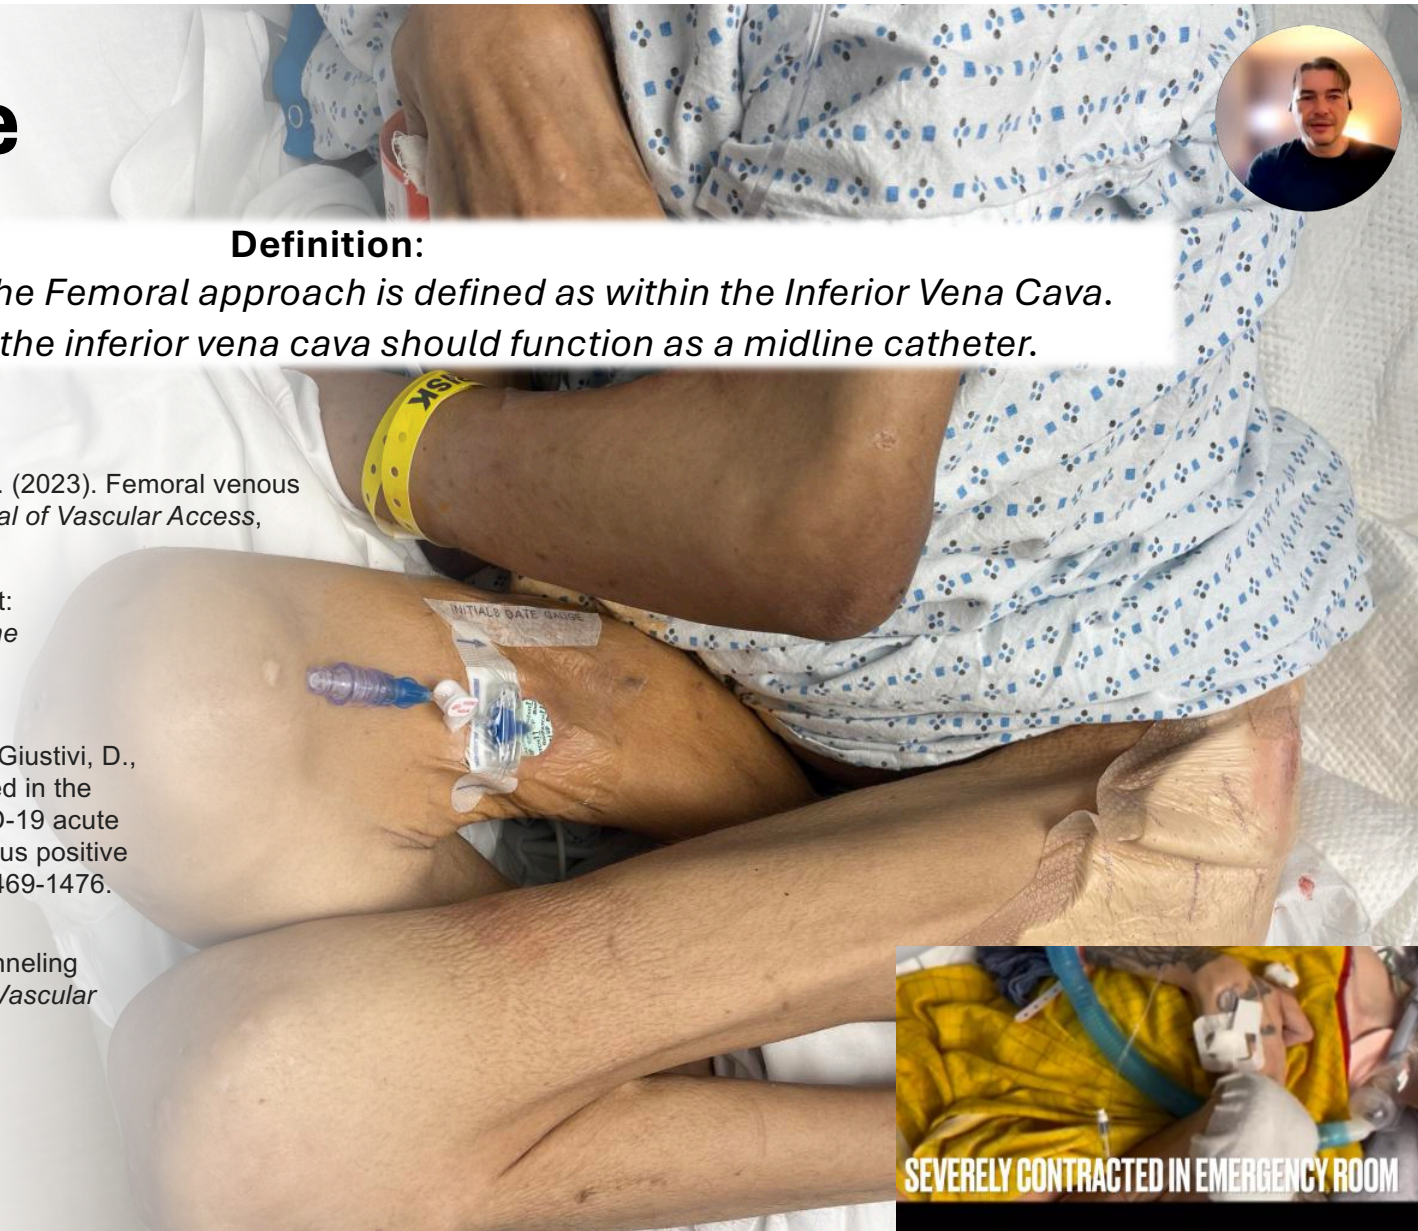 e
Definition:
he Femoral approach is defined as within the Inferior Vena Cava.
the inferior vena cava should function as a midline catheter.
ISK
. (2023). Femoral venous
al of Vascular Access,
t:
ne
INITIALS DATE GAUGE
Giustivi, D.,
ed in the
D-19 acute
us positive
469-1476.
nneling
Vascular
SEVERELY CONTRACTED IN EMERGENCY ROOM